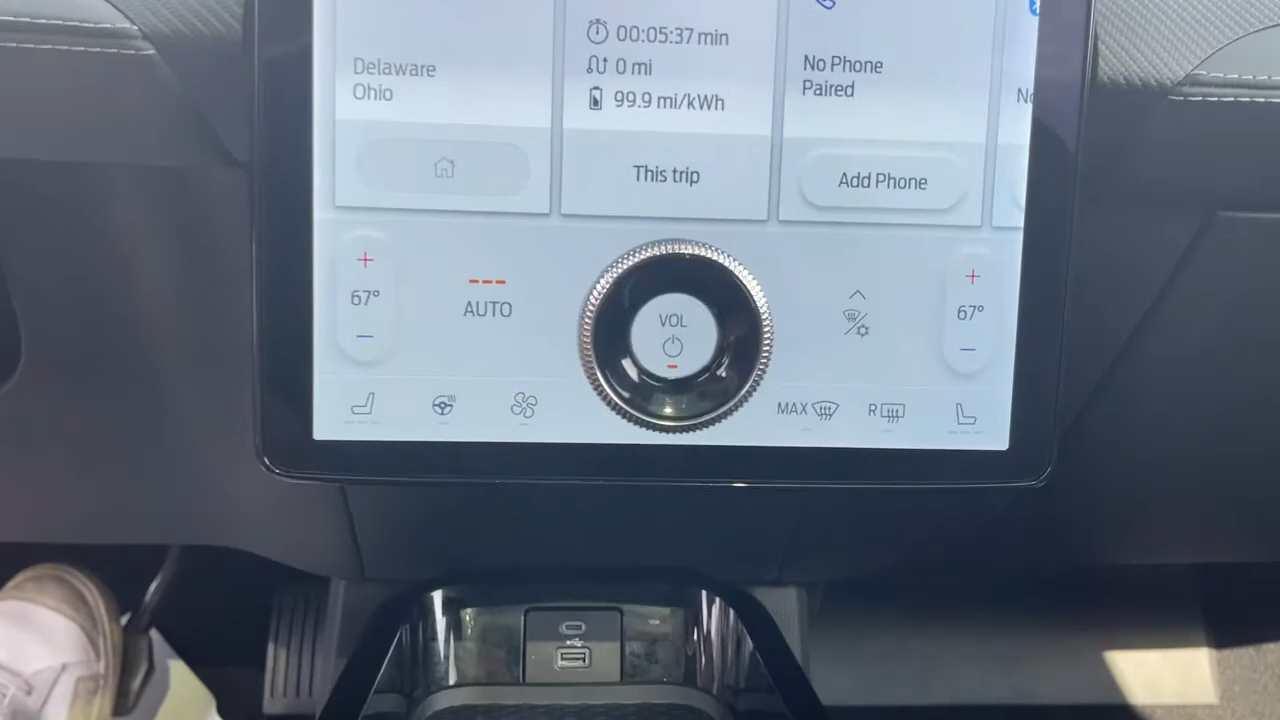 Delaware
Ohio
00:05:37 min
0 mi
99.9 mi/kWh
This trip
No Phone
Paired
Add Phone
67°
AUTO
VOL
67°
MAX
R